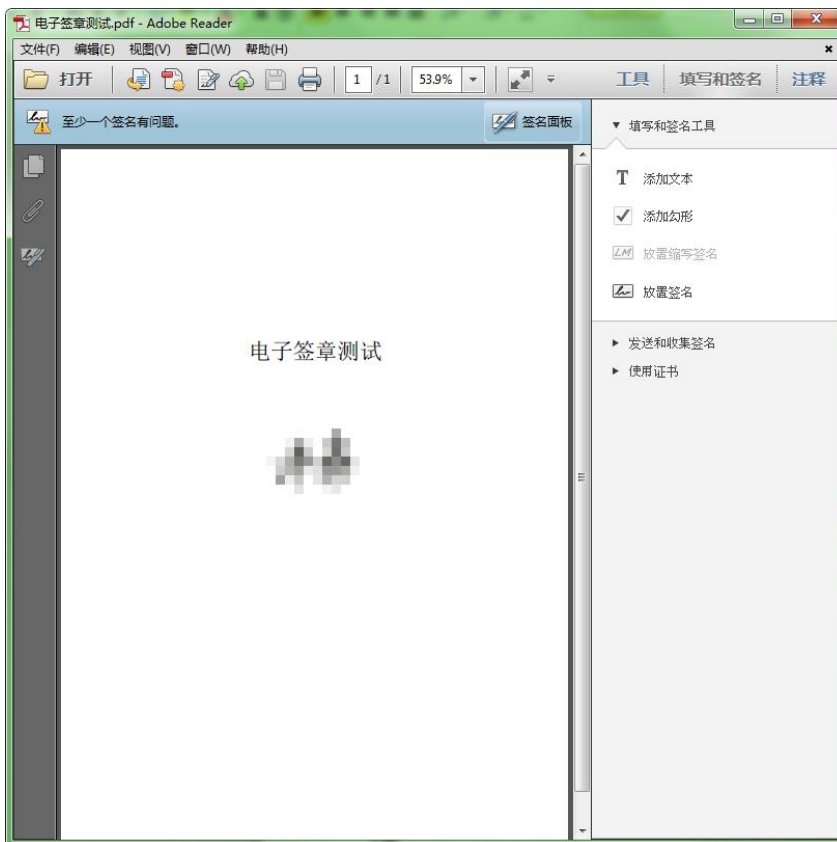 电子签章测试.pdf - Adobe Reader
文件(F) 编辑(E) 视图(V) 窗口(W) 帮助(H)
打开 1 /1 53.9% 工具 填写和签名 注释
至少一个签名有问题。 签名面板
填写和签名工具
T 添加文本
添加勾形
LM 放置缩写签名
放置签名
发送和收集签名
使用证书
电子签章测试